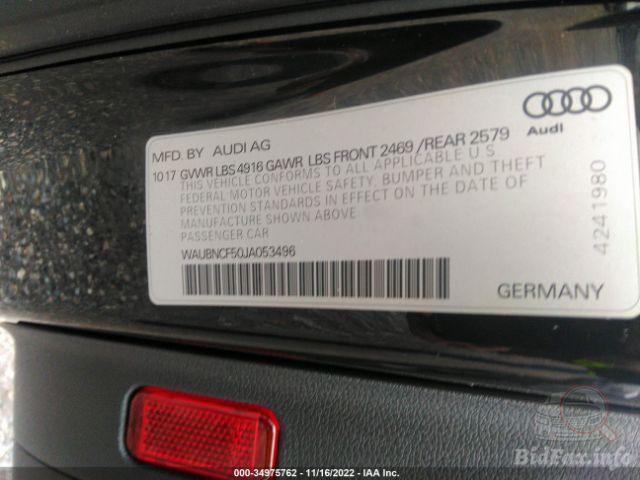 Audi
MFD. BY AUDI AG
10 17 GVWR LBS 4916 GAWR LBS FRONT 2469 /REAR 2579
THIS VEHICLE CONFORMS TO ALL APPLICABLE U S
FEDERAL MOTOR VEHICLE SAFETY, BUMPER AND THEFT
PREVENTION STANDARDS IN EFFECT ON THE DATE OF
MANUFACTURE SHOWN ABOVE
PASSENGER CAR
WAUBNCF50JA053496
4241980
GERMANY
BidFax.info
000-34975762 - 11/16/2022 - IAA Inc.